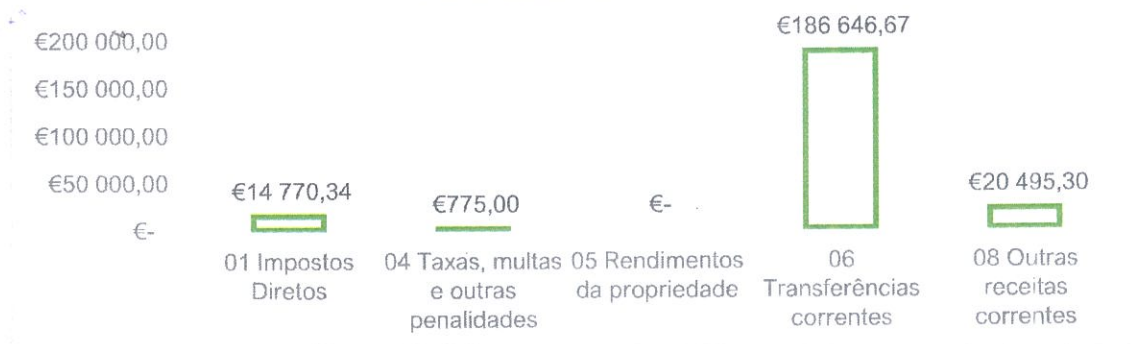 €186 646,67
€200 000,00
€150 000,00
€100 000,00
€50 000,00
€-
€14 770,34
€775,00
€-
€20 495,30
01 Impostos
Diretos
04 Taxas, multas
e outras
penalidades
05 Rendimentos
da propriedade
06
Transferências
correntes
08 Outras
receitas
correntes